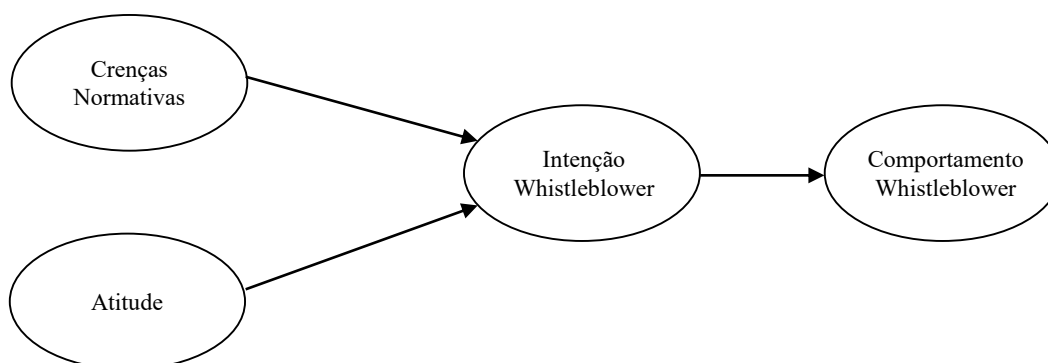 Crenças
Normativas
Intenção
Whistleblower
Comportamento
Whistleblower
Atitude